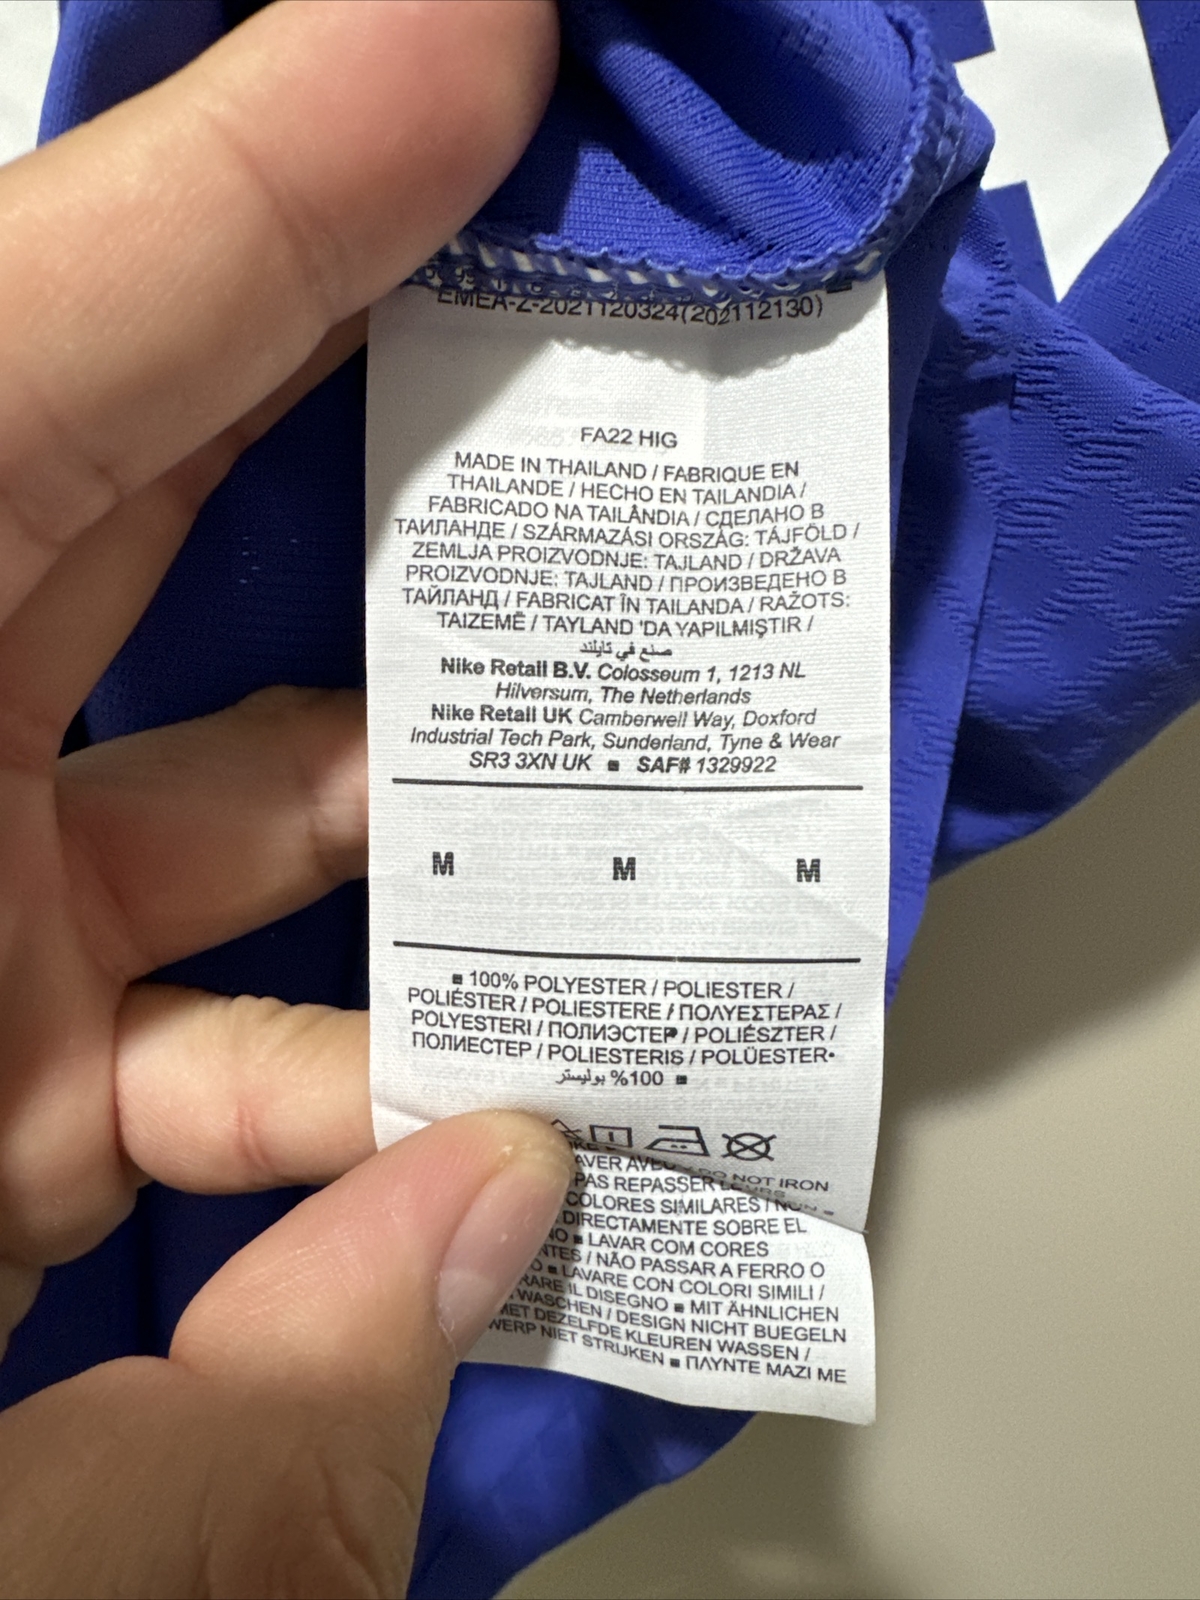 EMEA-Z-2021120324(202112130)
FA22 HIG
MADE IN THAILAND / FABRIQUE EN
THAILANDE / HECHO EN TAILANDIA /
FABRICADO NA TAILÂNDIA / СДЕЛАНО В
ТАИЛАНДЕ / SZÁRMAZÁSI ORSZÁG: TÁJFÖLD /
ZEMLJA PROIZVODNJE: TAJLAND / DRŽAVA
PROIZVODNJE: TAJLAND / ПРОИЗВЕДЕНО В
ТАЙЛАНД / FABRICAT ÎN TAILANDA / RAŽOTS:
TAIZEMĒ / TAYLAND 'DA YAPILMIŞTIR /
صنع في تايلند
Nike Retail B.V. Colosseum 1, 1213 NL
Hilversum, The Netherlands
Nike Retail UK Camberwell Way, Doxford
Industrial Tech Park, Sunderland, Tyne & Wear
SR3 3XN UK ■ SAF# 1329922
M M M
■ 100% POLYESTER / POLIESTER /
POLIÉSTER / POLIESTERE / ΠΟΛΥΕΣΤΕΡΑΣ /
POLYESTERI / ПОЛИЭСТЕР / POLIÉSZTER /
ПОЛИЕСТЕР / POLIESTERIS / POLÜESTER•
■ 100% بوليستر
DO NOT IRON
PAS REPASSER
COLORES SIMILARES /
DIRECTAMENTE SOBRE EL
■ LAVAR COM CORES
/ NÃO PASSAR A FERRO O
■ LAVARE CON COLORI SIMILI /
IL DISEGNO ■ MIT ÄHNLICHEN
WASCHEN / DESIGN NICHT BUEGELN
MET DEZELFDE KLEUREN WASSEN /
NIET STRIJKEN ■ ΠΛΥΝΤΕ ΜΑΖΙ ΜΕ